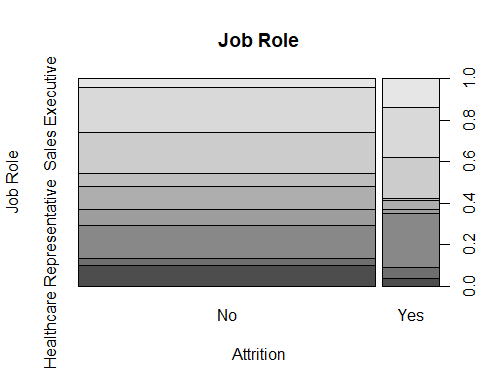 Job Role
Job Role
Healthcare Representative
Sales Executive
0.0
0.2
0.4
0.6
0.8
1.0
No
Yes
Attrition